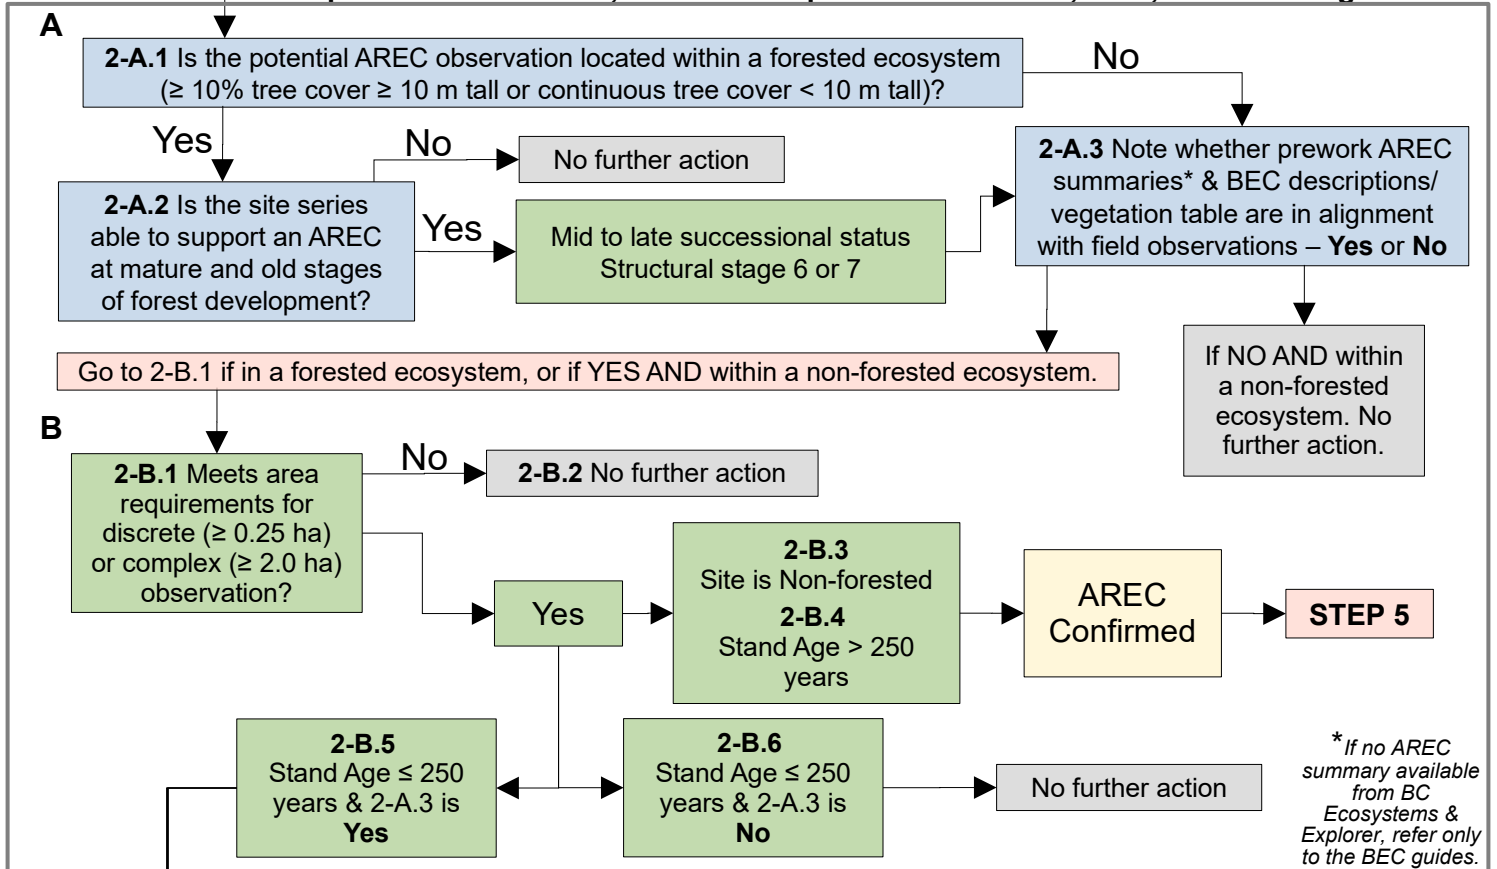 A
2-A.1 Is the potential AREC observation located within a forested ecosystem
(≥ 10% tree cover ≥ 10 m tall or continuous tree cover < 10 m tall)?
No
Yes
No
No further action
2-A.2 Is the site series
able to support an AREC
at mature and old stages
of forest development?
Yes
Mid to late successional status
Structural stage 6 or 7
2-A.3 Note whether prework AREC
summaries* & BEC descriptions/
vegetation table are in alignment
with field observations – Yes or No
If NO AND within
a non-forested
ecosystem. No
further action.
Go to 2-B.1 if in a forested ecosystem, or if YES AND within a non-forested ecosystem.
B
2-B.1 Meets area
requirements for
discrete (≥ 0.25 ha)
or complex (≥ 2.0 ha)
observation?
No
2-B.2 No further action
Yes
2-B.3
Site is Non-forested
2-B.4
Stand Age > 250
years
AREC
Confirmed
STEP 5
2-B.5
Stand Age ≤ 250
years & 2-A.3 is
Yes
2-B.6
Stand Age ≤ 250
years & 2-A.3 is
No
No further action
*If no AREC
summary available
from BC
Ecosystems &
Explorer, refer only
to the BEC guides.